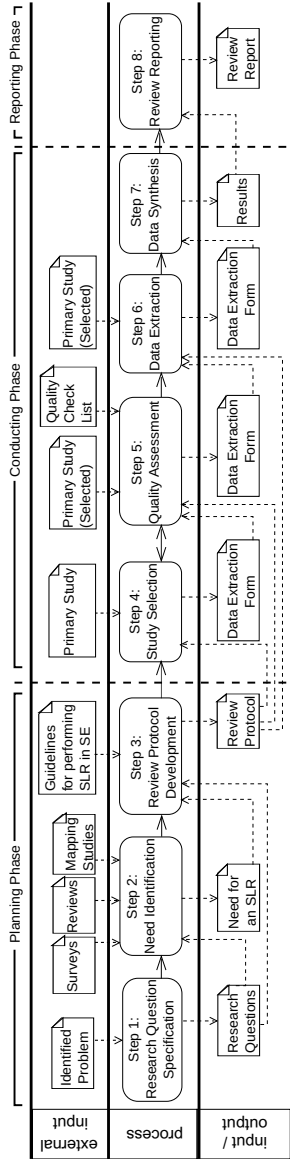 Planning Phase
Conducting Phase
Reporting Phase
external
input
Identified
Problem
Surveys
Reviews
Mapping
Studies
Guidelines
for performing
SLR in SE
Primary Study
Primary Study
(Selected)
Quality Check
List
Primary Study
(Selected)
process
Step 1:
Research Question
Specification
Step 2:
Need Identification
Step 3:
Review Protocol
Development
Step 4:
Study Selection
Step 5:
Quality Assessment
Step 6:
Data Extraction
Step 7:
Data Synthesis
Step 8:
Review Reporting
input /
output
Research
Questions
Need for
an SLR
Review
Protocol
Data Extraction
Form
Data Extraction
Form
Data Extraction
Form
Results
Review
Report